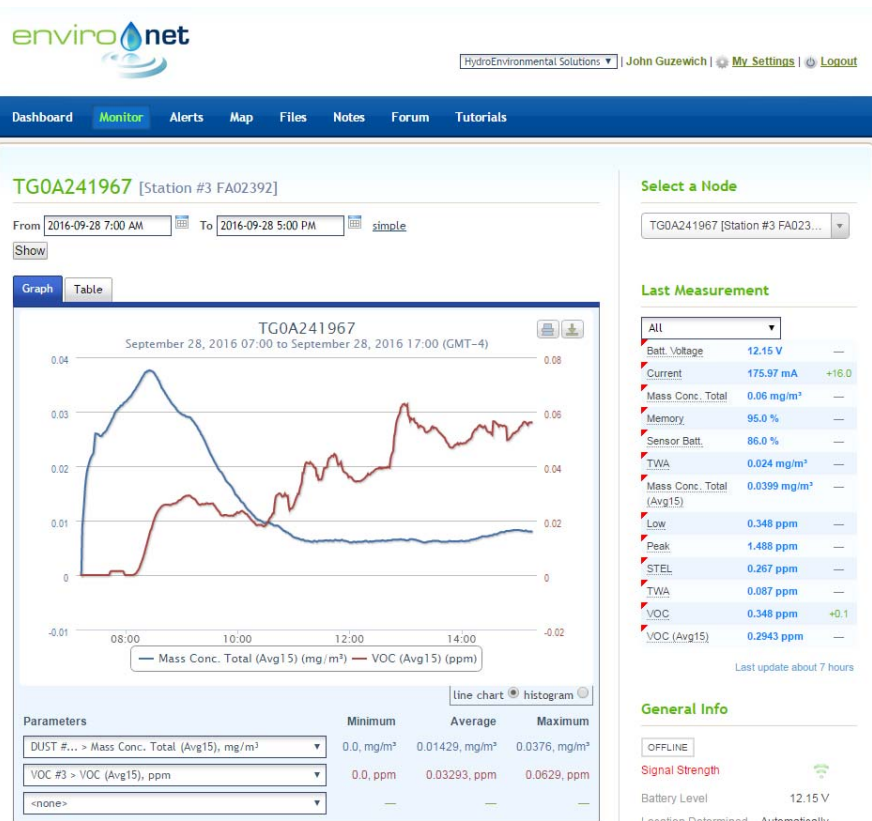 enviro net
HydroEnvironmental Solutions ▼ | John Guzewich | My Settings | Logout
Dashboard Monitor Alerts Map Files Notes Forum Tutorials
TG0A241967 [Station #3 FA02392]
From 2016-09-28 7:00 AM To 2016-09-28 5:00 PM simple
Show
Graph Table
TG0A241967
September 28, 2016 07:00 to September 28, 2016 17:00 (GMT-4)
0.04 0.08
0.03 0.06
0.02 0.04
0.01 0.02
0 0
-0.01 -0.02
08:00 10:00 12:00 14:00
Mass Conc. Total (Avg15) (mg/m³) VOC (Avg15) (ppm)
line chart histogram
Parameters Minimum Average Maximum
DUST #... > Mass Conc. Total (Avg15), mg/m³ ▼ 0.0, mg/m³ 0.01429, mg/m³ 0.0376, mg/m³
VOC #3 > VOC (Avg15), ppm ▼ 0.0, ppm 0.03293, ppm 0.0629, ppm
<none> ▼ — — —
Select a Node
TG0A241967 [Station #3 FA023... ▼
Last Measurement
All ▼
Batt. Voltage 12.15 V —
Current 175.97 mA +16.0
Mass Conc. Total 0.06 mg/m³ —
Memory 95.0 % —
Sensor Batt. 86.0 % —
TWA 0.024 mg/m³ —
Mass Conc. Total 0.0399 mg/m³ —
(Avg15)
Low 0.348 ppm —
Peak 1.488 ppm —
STEL 0.267 ppm —
TWA 0.087 ppm —
VOC 0.348 ppm +0.1
VOC (Avg15) 0.2943 ppm —
Last update about 7 hours
General Info
OFFLINE
Signal Strength
Battery Level 12.15 V
Location Determined Automatically